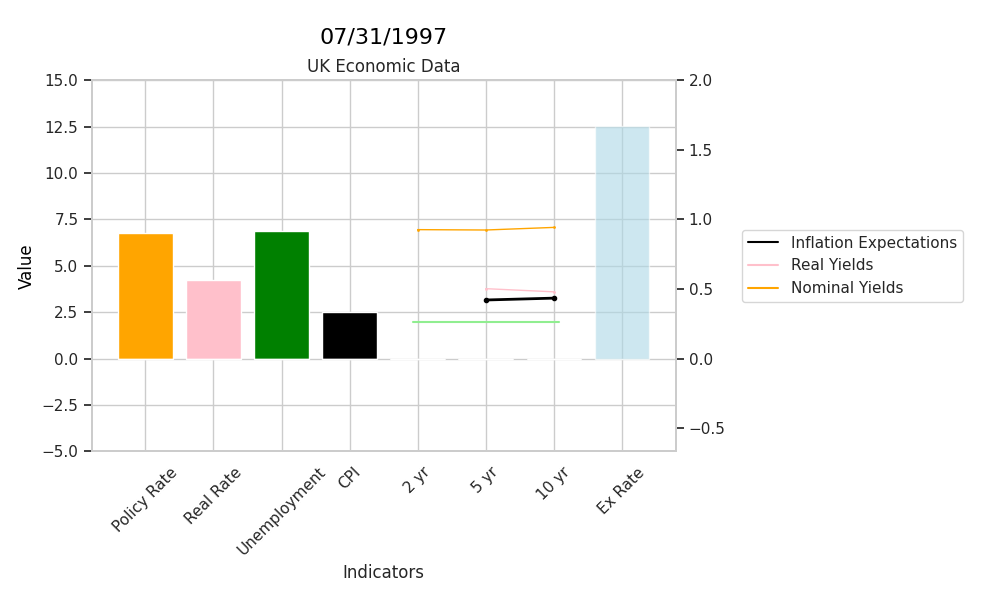 07/31/1997
UK Economic Data
15.0
12.5
10.0
7.5
5.0
2.5
0.0
−2.5
−5.0
Value
2.0
1.5
1.0
0.5
0.0
−0.5
Inflation Expectations
Real Yields
Nominal Yields
Policy Rate
Real Rate
Unemployment
CPI
2 yr
5 yr
10 yr
Ex Rate
Indicators